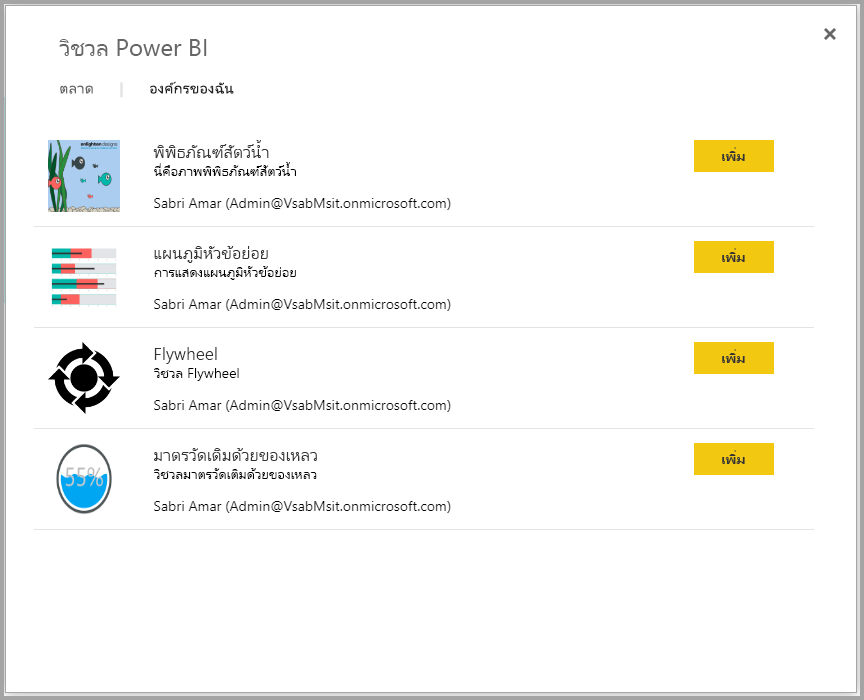 วิชวล Power BI
ตลาด | องค์กรของฉัน
enlighten designs
พิพิธภัณฑ์สัตว์น้ำ
เพิ่ม
นี่คือภาพพิพิธภัณฑ์สัตว์น้ำ
Sabri Amar (Admin@VsabMsit.onmicrosoft.com)
แผนภูมิหัวข้อย่อย
เพิ่ม
การแสดงแผนภูมิหัวข้อย่อย
Sabri Amar (Admin@VsabMsit.onmicrosoft.com)
Flywheel
เพิ่ม
วิชวล Flywheel
Sabri Amar (Admin@VsabMsit.onmicrosoft.com)
มาตรวัดเติมด้วยของเหลว
เพิ่ม
55%
วิชวลมาตรวัดเติมด้วยของเหลว
Sabri Amar (Admin@VsabMsit.onmicrosoft.com)